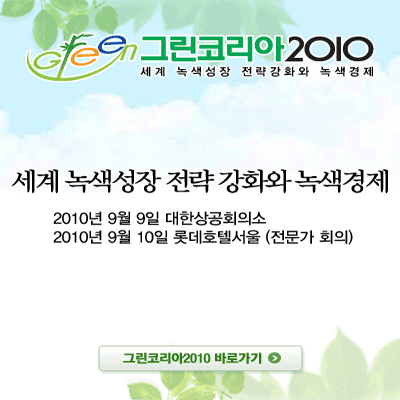 Green 그린코리아2010
세계 녹색성장 전략강화와 녹색경제
세계 녹색성장 전략 강화와 녹색경제
2010년 9월 9일 대한상공회의소
2010년 9월 10일 롯데호텔서울 (전문가 회의)
그린코리아2010 바로가기